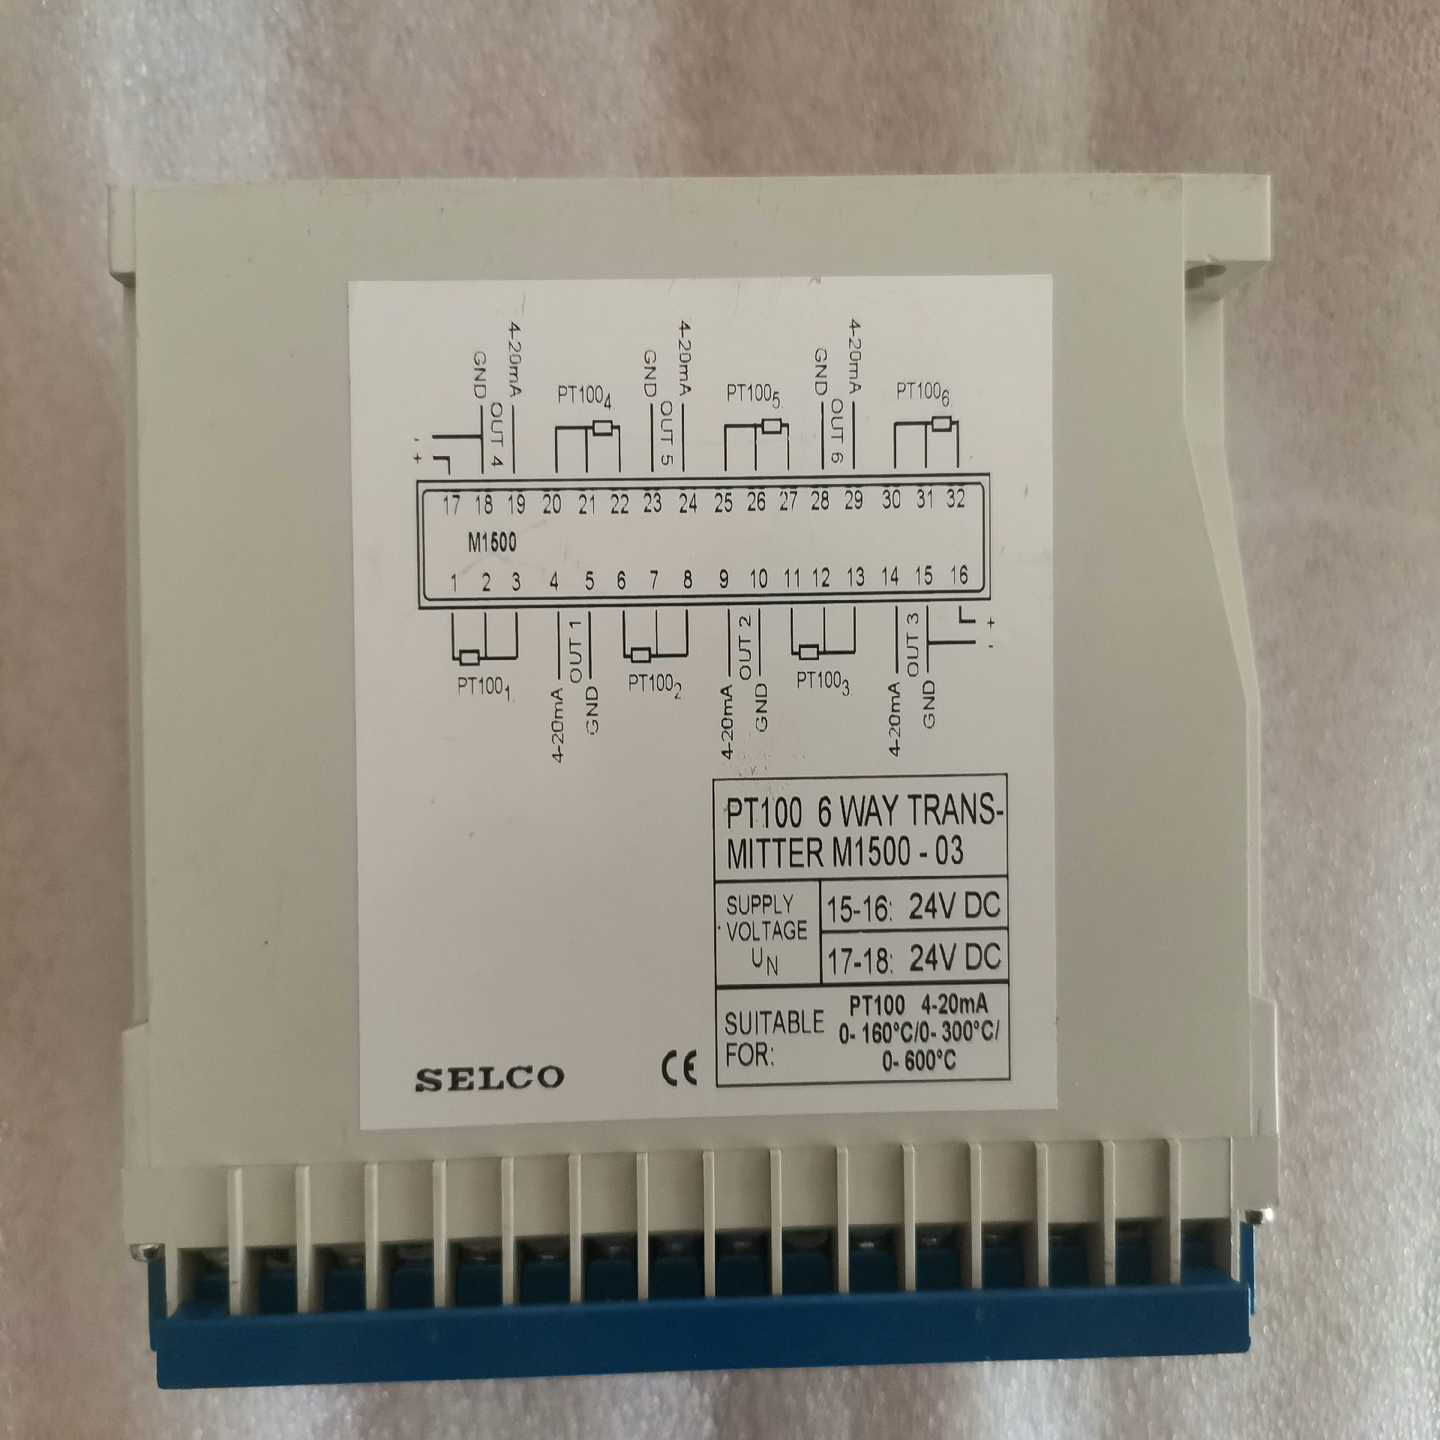 4-20mA 4-20mA 4-20mA
GND GND GND
OUT 4 OUT 5 OUT 6
PT1004 PT1005 PT1006
-
+
17 18 19 20 21 22 23 24 25 26 27 28 29 30 31 32
M1500
1 2 3 4 5 6 7 8 9 10 11 12 13 14 15 16
+
-
PT1001 PT1002 PT1003
OUT 1 OUT 2 OUT 3
GND GND GND
4-20mA 4-20mA 4-20mA
PT100 6 WAY TRANS-
MITTER M1500 - 03
SUPPLY
VOLTAGE
UN
15-16: 24V DC
17-18: 24V DC
SUITABLE
FOR:
PT100 4-20mA
0- 160°C/0- 300°C/
0- 600°C
SELCO
CE